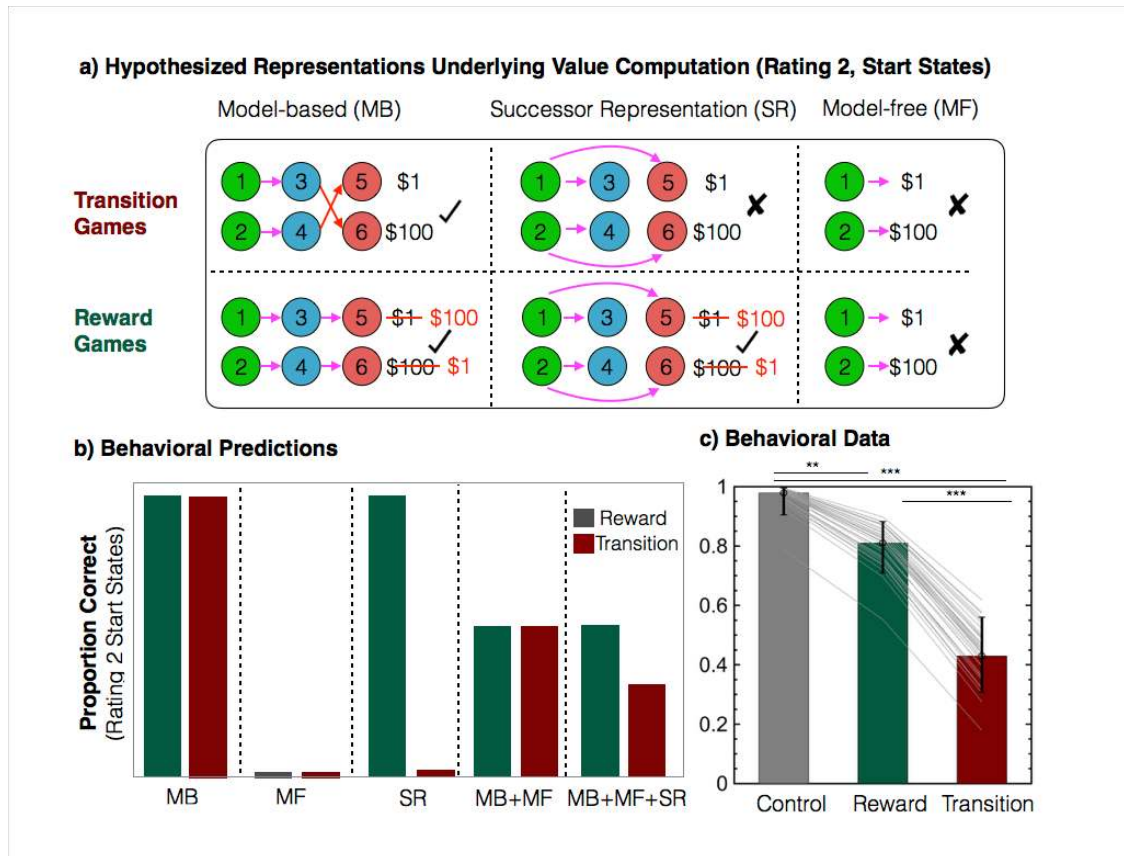 a) Hypothesized Representations Underlying Value Computation (Rating 2, Start States)
Model-based (MB) Successor Representation (SR) Model-free (MF)
Transition
Games
1 3 5 $1
2 4 6 $100
1 3 5 $1
2 4 6 $100
1 $1
2 $100
Reward
Games
1 3 5 $1 $100
2 4 6 $100 $1
1 3 5 $1 $100
2 4 6 $100 $1
1 $1
2 $100
b) Behavioral Predictions
Proportion Correct
(Rating 2 Start States)
Reward
Transition
MB MF SR MB+MF MB+MF+SR
c) Behavioral Data
** ***
***
1
0.8
0.6
0.4
0.2
0
Control Reward Transition